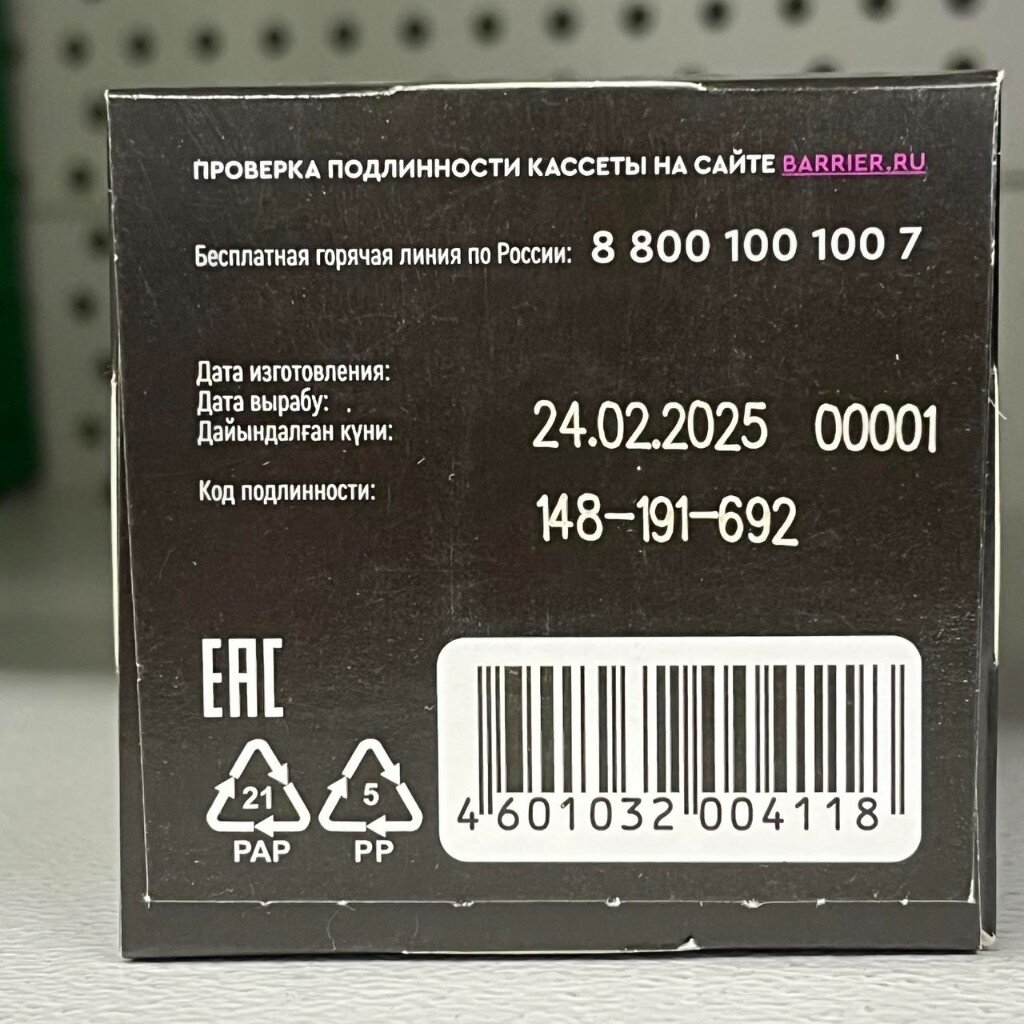 ПРОВЕРКА ПОДЛИННОСТИ КАССЕТЫ НА САЙТЕ BARRIER.RU
Бесплатная горячая линия по России: 8 800 100 100 7
Дата изготовления:
Дата вырабу:
Дайындалған күни: 24.02.2025 00001
Код подлинности: 148-191-692
EAC
21 5
PAP PP
4 601032 004118